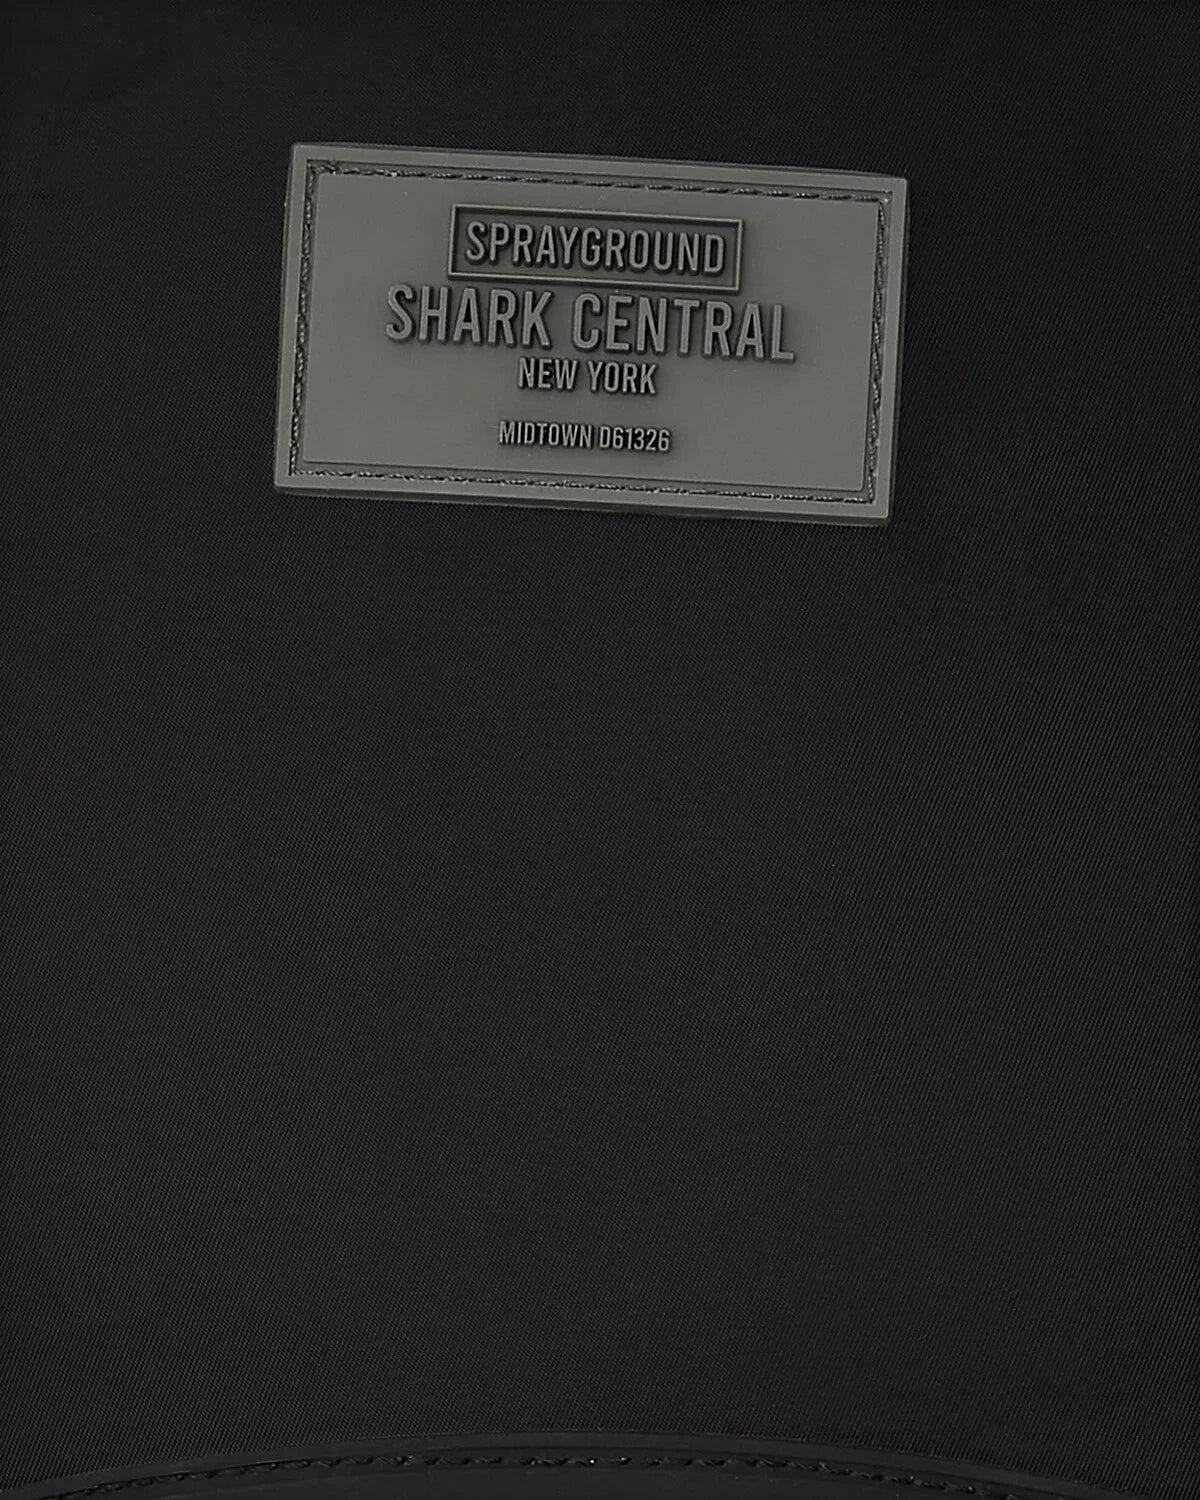 SPRAYGROUND
SHARK CENTRAL
NEW YORK
MIDTOWN D61326